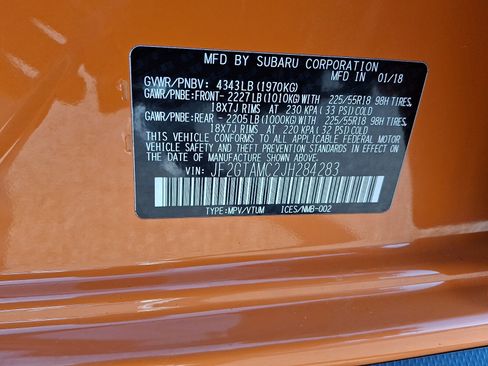 MFD BY SUBARU CORPORATION
MFD IN 01/18
GVWR/PNBV: 4343LB(1970KG)
GAWR/PNBE:FRONT- 2227LB(1010KG)WITH 225/55R18 98H TIRES,
18X7J RIMS AT 230 KPA(33 PSI)COLD
GAWR/PNBE:REAR - 2205LB(1000KG)WITH 225/55R18 98H TIRES,
18X7J RIMS AT 220 KPA(32 PSI)COLD
THIS VEHICLE CONFORMS TO ALL APPLICABLE FEDERAL MOTOR
VEHICLE SAFETY, BUMPER, AND THEFT PREVENTION STANDARDS
IN EFFECT ON THE DATE OF MANUFACTURE SHOWN ABOVE.
VIN: JF2GTAMC2JH284283
TYPE:MPV/VTUM ICES/NMB-002